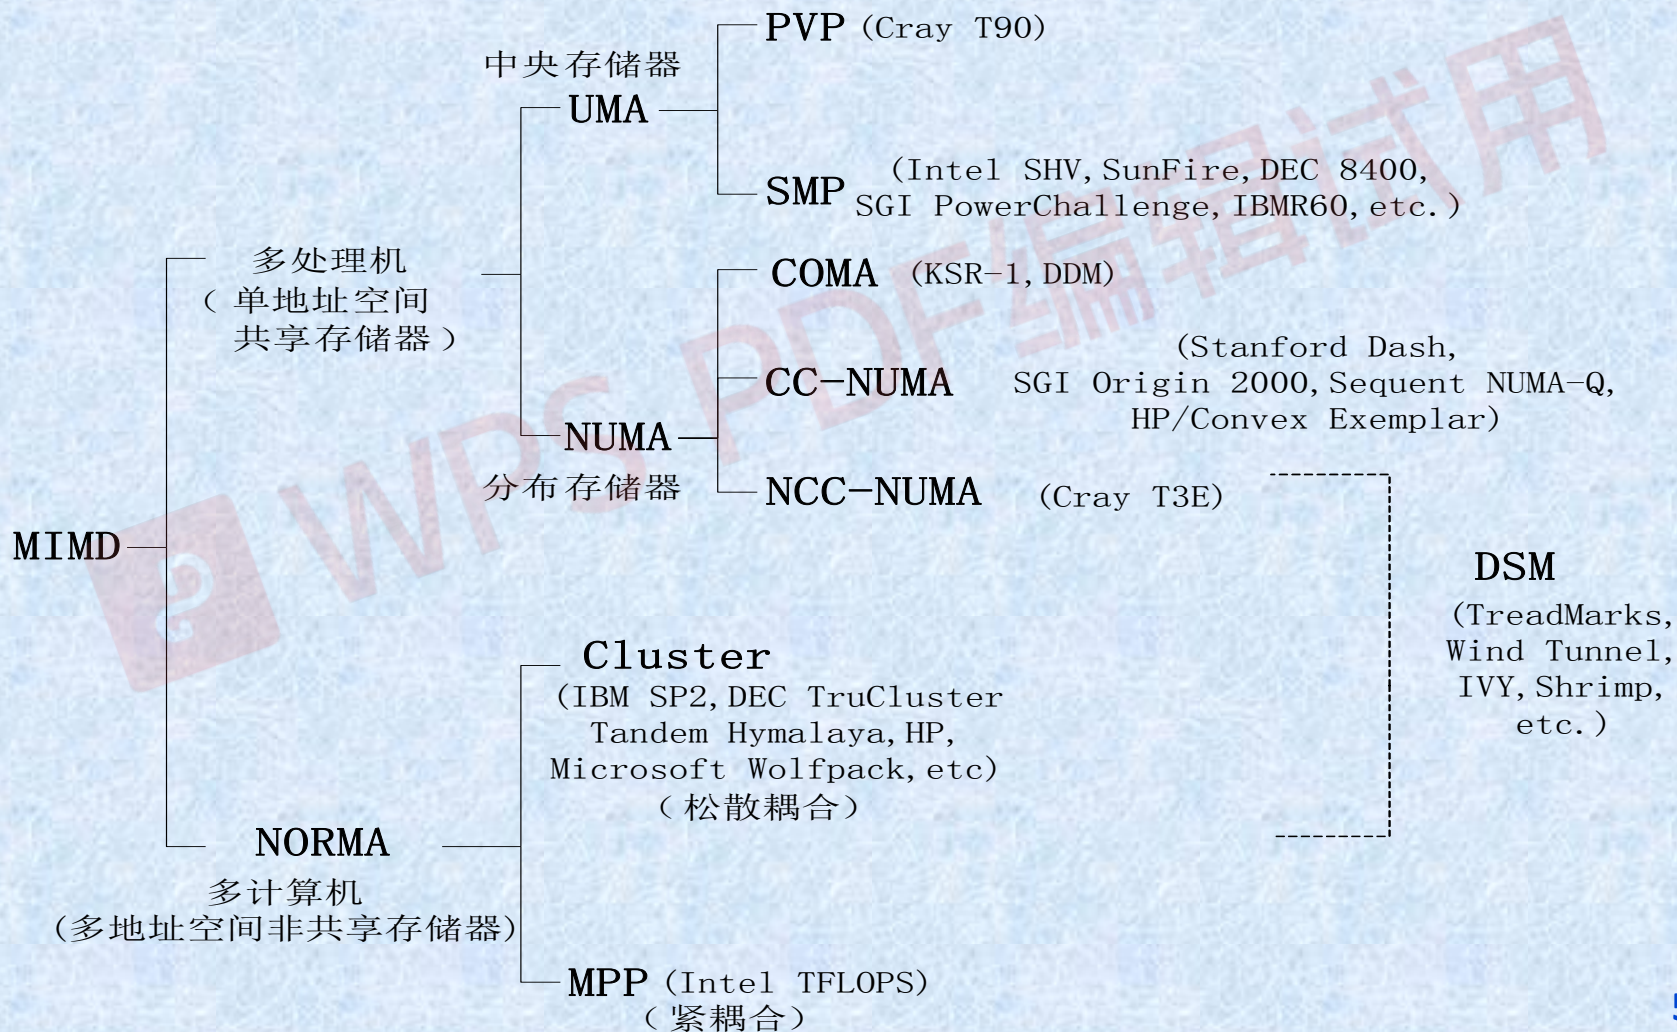 PVP (Cray T90)
中央存储器
UMA
SMP (Intel SHV, SunFire, DEC 8400,
SGI PowerChallenge, IBMR60, etc.)
多处理机
(单地址空间
共享存储器)
COMA (KSR-1, DDM)
(Stanford Dash,
CC-NUMA SGI Origin 2000, Sequent NUMA-Q,
HP/Convex Exemplar)
NUMA
分布存储器
NCC-NUMA (Cray T3E)
MIMD
DSM
(TreadMarks,
Wind Tunnel,
IVY, Shrimp,
etc.)
Cluster
(IBM SP2, DEC TruCluster
Tandem Hymalaya, HP,
Microsoft Wolfpack, etc)
(松散耦合)
NORMA
多计算机
(多地址空间非共享存储器)
MPP (Intel TFLOPS)
(紧耦合)
WPS PDF编辑试用